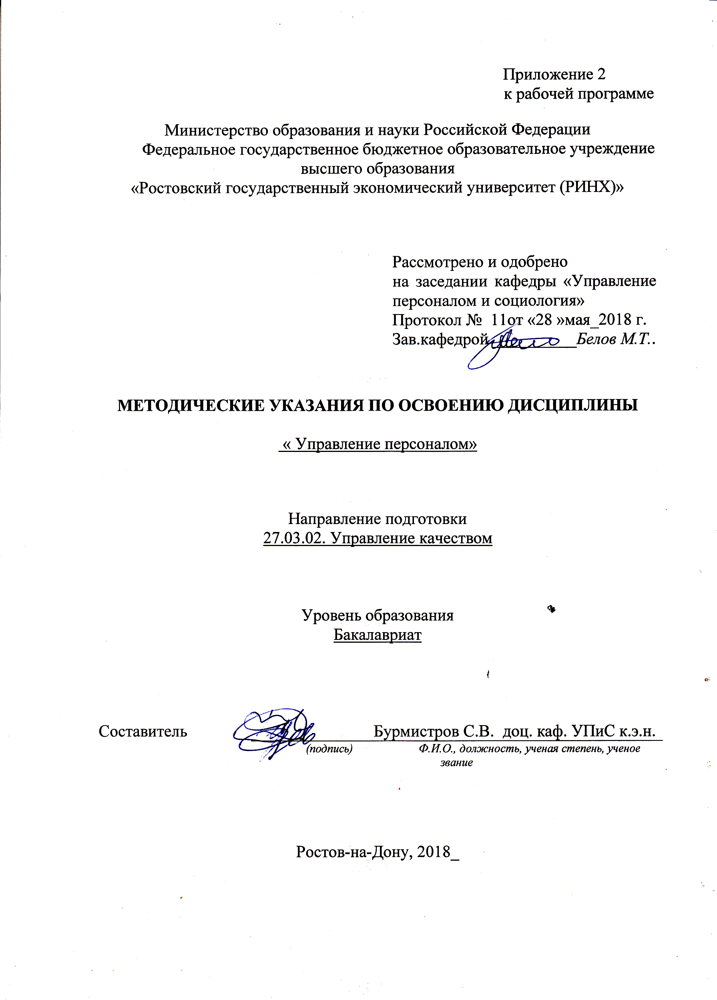 Приложение 2
к рабочей программе
Министерство образования и науки Российской Федерации
Федеральное государственное бюджетное образовательное учреждение
высшего образования
«Ростовский государственный экономический университет (РИНХ)»
Рассмотрено и одобрено
на заседании кафедры «Управление
персоналом и социология»
Протокол № 11от «28 »мая_2018 г.
Зав.кафедрой__________Белов М.Т..
МЕТОДИЧЕСКИЕ УКАЗАНИЯ ПО ОСВОЕНИЮ ДИСЦИПЛИНЫ
« Управление персоналом»
Направление подготовки
27.03.02. Управление качеством
Уровень образования
Бакалавриат
Составитель Бурмистров С.В. доц. каф. УПиС к.э.н.
(подпись) Ф.И.О., должность, ученая степень, ученое
звание
Ростов-на-Дону, 2018_